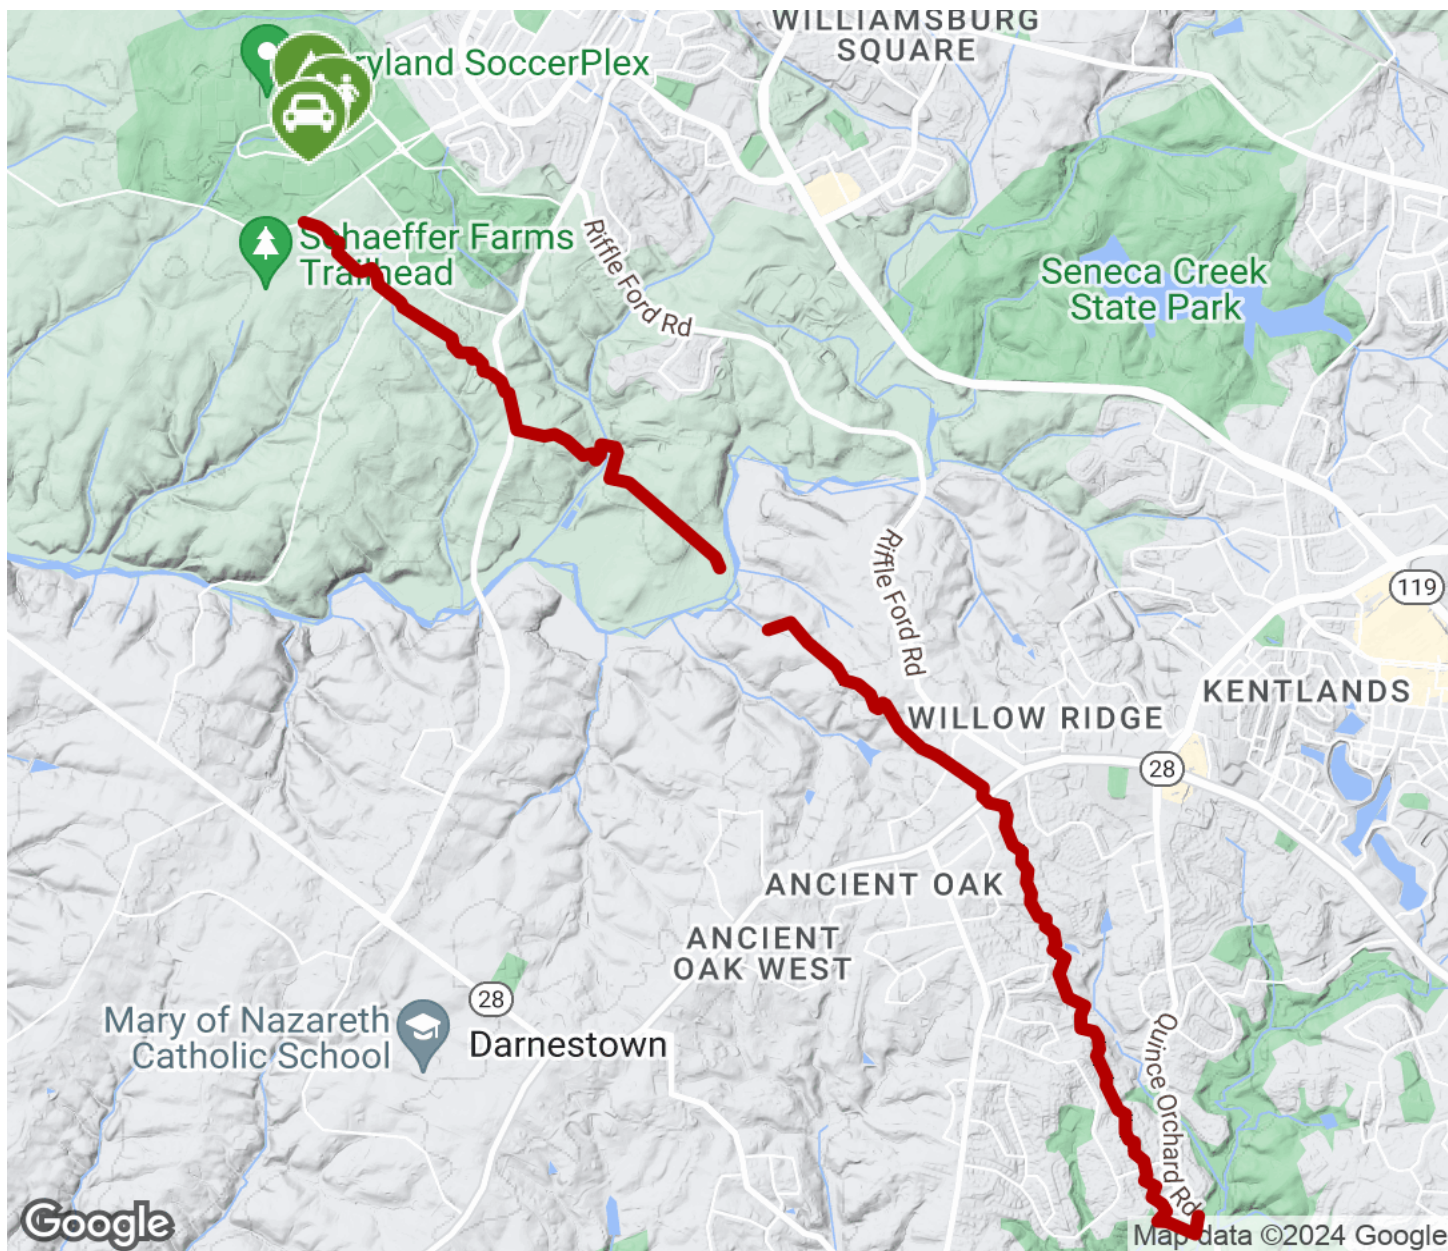 WILLIAMSBURG
SQUARE
ryland SoccerPlex
Schaeffer Farms
Trailhead
Riffle Ford Rd
Seneca Creek
State Park
Riffle Ford Rd
119
KENTLANDS
WILLOW RIDGE
28
ANCIENT OAK
ANCIENT
OAK WEST
28
Mary of Nazareth
Catholic School
Darnestown
Quince Orchard Rd
Google
Map data ©2024 Google